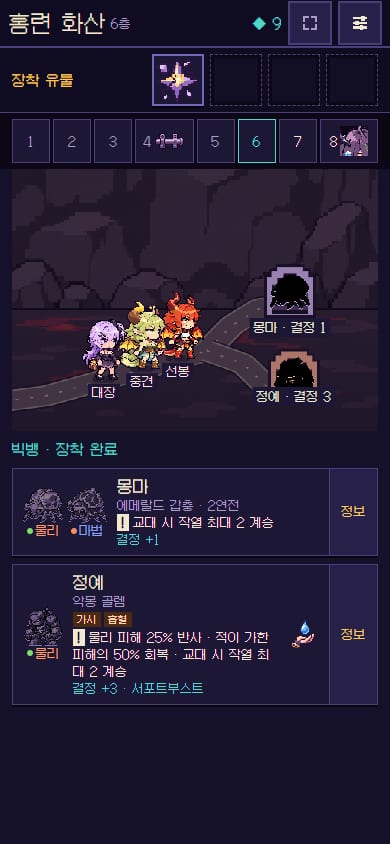 홍련 화산 6층
9
장착 유물
1 2 3 4 5 6 7 8
몽마 · 결정 1
정예 · 결정 3
대장
중견
선봉
빅뱅 · 장착 완료
몽마
에메랄드 갑충 · 2연전
! 교대 시 작열 최대 2 계승
물리
마법
결정 +1
정보
정예
악몽 골렘
가시 흡혈
! 물리 피해 25% 반사 · 적이 가한
피해의 50% 회복 · 교대 시 작열 최
대 2 계승
물리
결정 +3 · 서포트부스트
정보